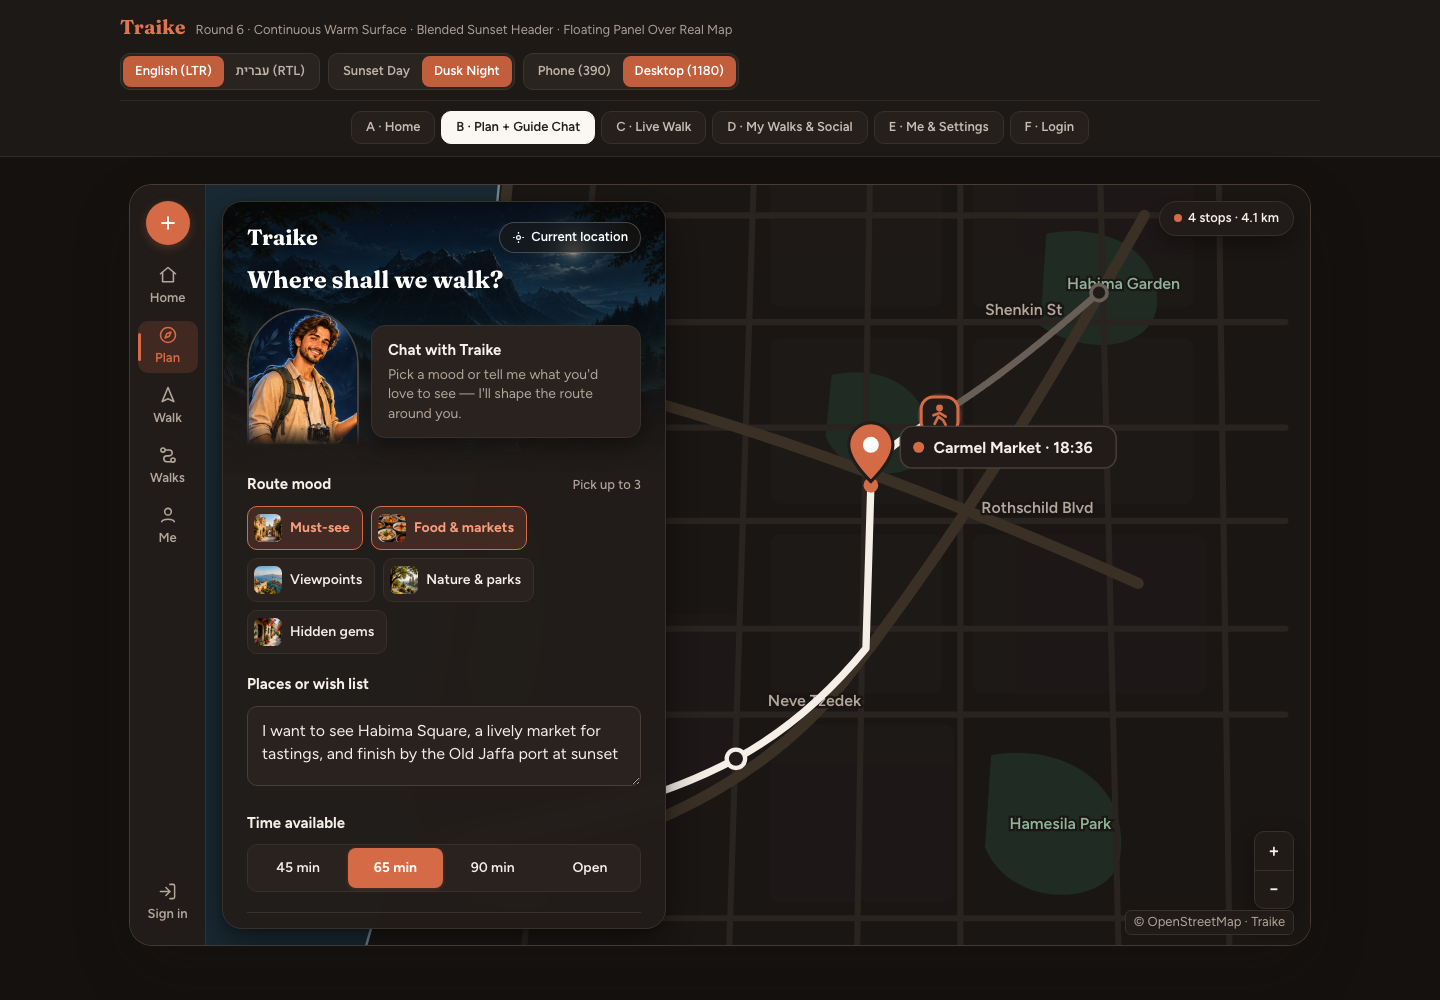 Traike Round 6 · Continuous Warm Surface · Blended Sunset Header · Floating Panel Over Real Map
English (LTR) עברית (RTL) Sunset Day Dusk Night Phone (390) Desktop (1180)
A · Home B · Plan + Guide Chat C · Live Walk D · My Walks & Social E · Me & Settings F · Login
+
Home
Plan
Walk
Walks
Me
Sign in
Traike
Current location
Where shall we walk?
Chat with Traike
Pick a mood or tell me what you'd
love to see — I'll shape the route
around you.
Route mood
Pick up to 3
Must-see Food & markets
Viewpoints Nature & parks
Hidden gems
Places or wish list
I want to see Habima Square, a lively market for
tastings, and finish by the Old Jaffa port at sunset
Time available
45 min 65 min 90 min Open
4 stops · 4.1 km
Habima Garden
Shenkin St
Carmel Market · 18:36
Rothschild Blvd
Neve Tzedek
Hamesila Park
+
−
© OpenStreetMap · Traike